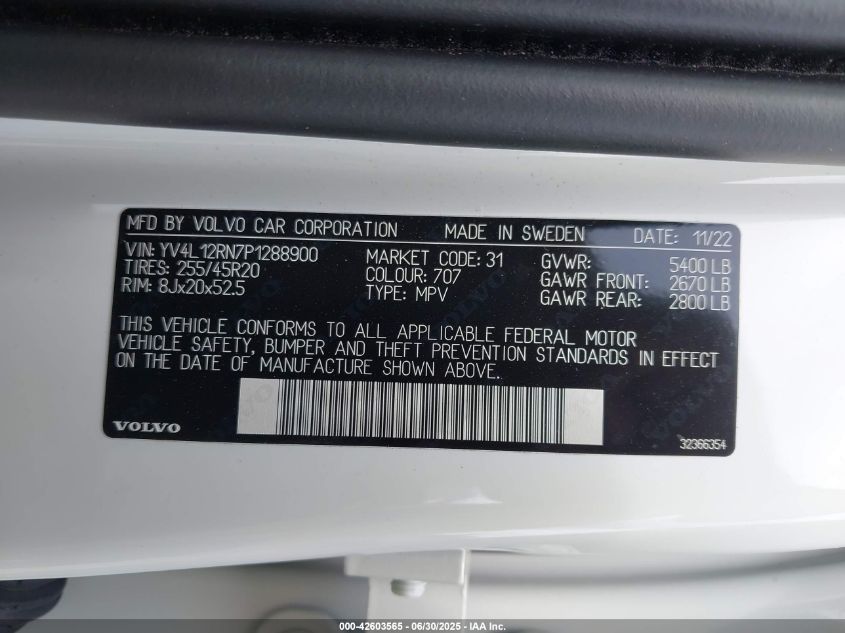 MFD BY VOLVO CAR CORPORATION MADE IN SWEDEN DATE: 11/22
VIN: YV4L12RN7P1288900 MARKET CODE: 31 GVWR: 5400 LB
TIRES: 255/45R20 COLOUR: 707 GAWR FRONT: 2670 LB
RIM: 8Jx20x52.5 TYPE: MPV GAWR REAR: 2800 LB
THIS VEHICLE CONFORMS TO ALL APPLICABLE FEDERAL MOTOR
VEHICLE SAFETY, BUMPER AND THEFT PREVENTION STANDARDS IN EFFECT
ON THE DATE OF MANUFACTURE SHOWN ABOVE.
VOLVO 32366354
000-42603565 - 06/30/2025 - IAA Inc.